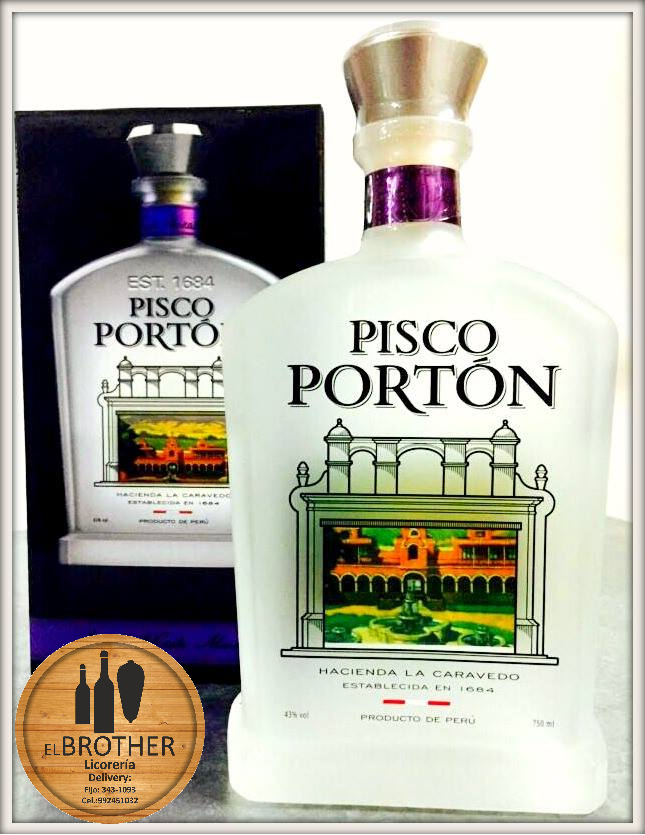 EST. 1684
PISCO
PORTÓN
HACIENDA LA CARAVEDO
ESTABLECIDA EN 1684
PRODUCTO DE PERÚ
PISCO
PORTÓN
HACIENDA LA CARAVEDO
ESTABLECIDA EN 1684
43% vol
750 ml
PRODUCTO DE PERÚ
EL BROTHER
Licorería
Delivery:
Fijo: 343-1093
Cel.:992451032